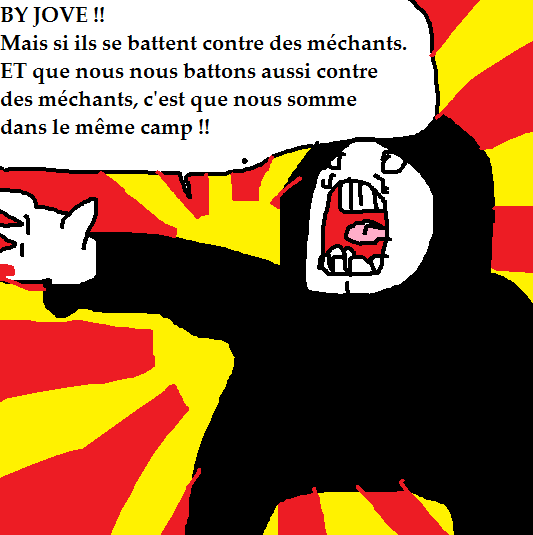 BY JOVE !!
Mais si ils se battent contre des méchants.
ET que nous nous battons aussi contre
des méchants, c'est que nous somme
dans le même camp !!